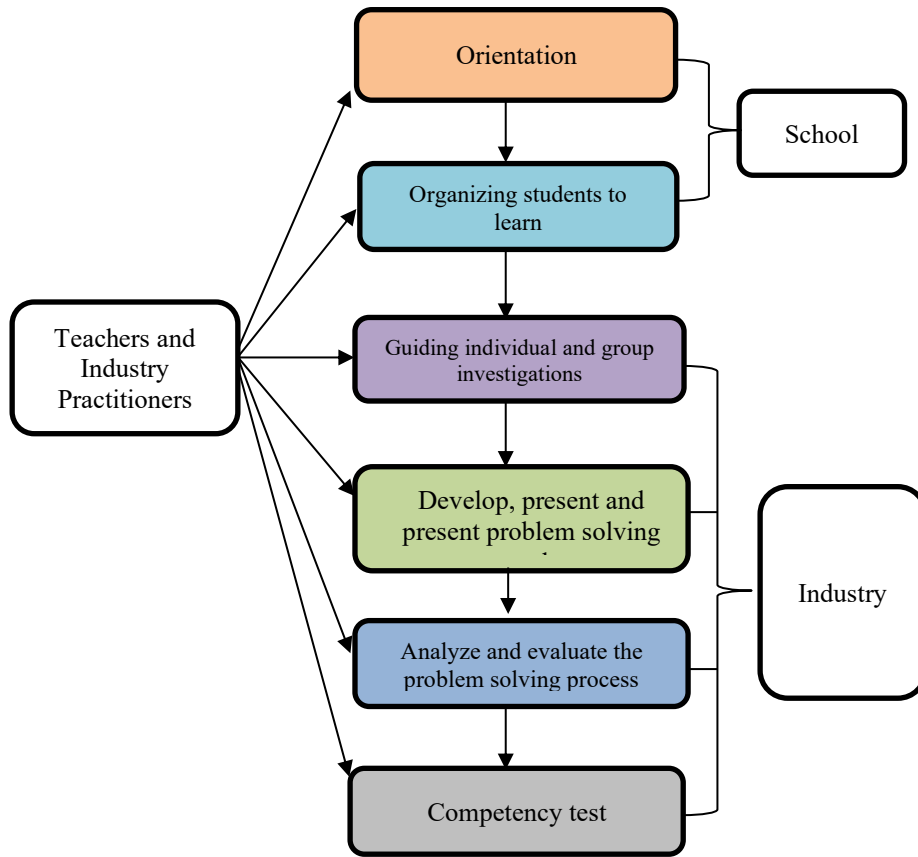 Orientation
School
Organizing students to
learn
Teachers and
Industry
Practitioners
Guiding individual and group
investigations
Develop, present and
present problem solving
Industry
Analyze and evaluate the
problem solving process
Competency test